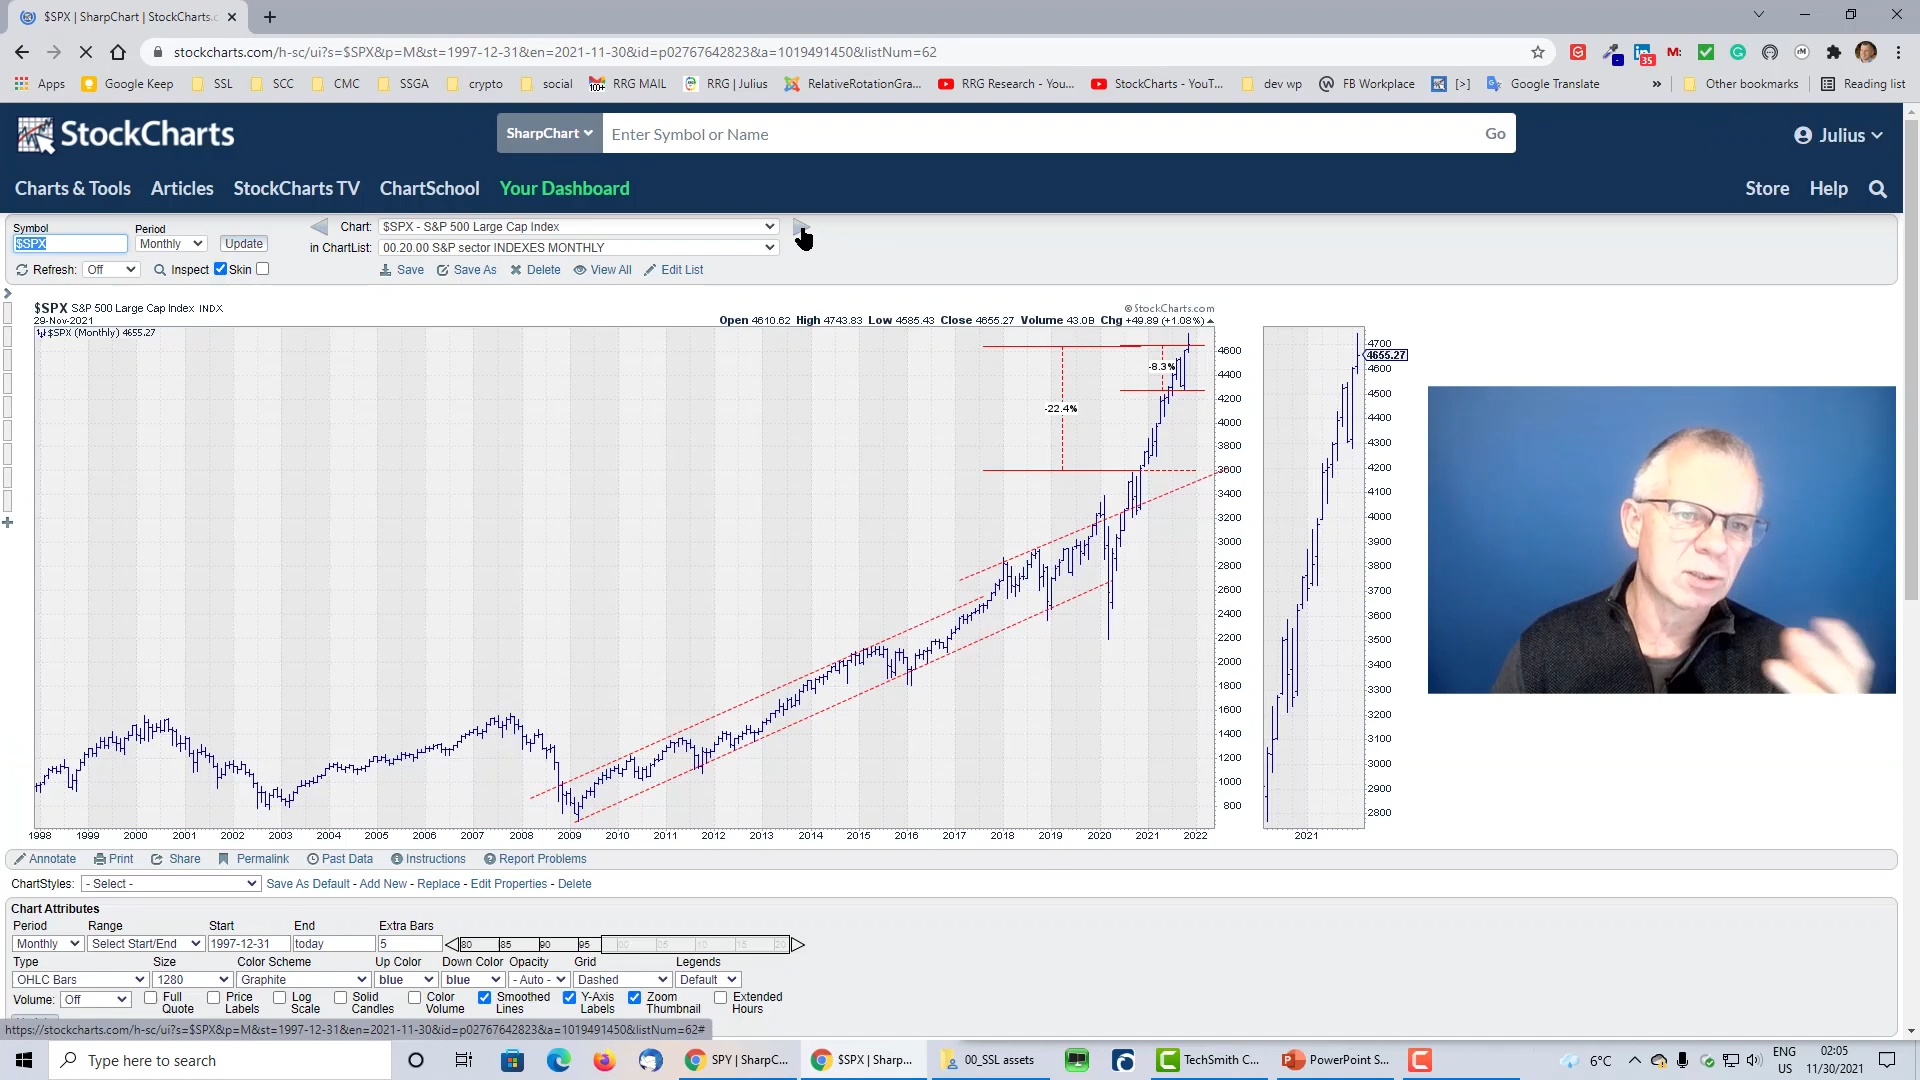 $SPX | SharpChart | StockCharts.c
stockcharts.com/h-sc/ui?s=$SPX&p=M&st=1997-12-31&en=2021-11-30&id=p02767642823&a=1019491450&listNum=62
35
M:
Apps Google Keep SSL SCC CMC SSGA crypto social RRG MAIL RRG | Julius RelativeRotationGra... RRG Research - You... StockCharts - YouT... dev wp FB Workplace [>] Google Translate » Other bookmarks Reading list
100+
StockCharts SharpChart Enter Symbol or Name Go Julius
Charts & Tools Articles StockCharts TV ChartSchool Your Dashboard Store Help
Symbol Period Chart: $SPX - S&P 500 Large Cap Index
$SPX Monthly Update in ChartList: 00.20.00 S&P sector INDEXES MONTHLY
Refresh: Off Inspect Skin Save Save As Delete View All Edit List
$SPX S&P 500 Large Cap Index INDX © StockCharts.com
29-Nov-2021 Open 4610.62 High 4743.83 Low 4585.43 Close 4655.27 Volume 43.0B Chg +49.89 (+1.08%)
$SPX (Monthly) 4655.27
4600
4400
4200
4000
3800
3600
3400
3200
3000
2800
2600
2400
2200
2000
1800
1600
1400
1200
1000
800
-8.3%
-22.4%
4700
4655.27
4600
4500
4400
4300
4200
4100
4000
3900
3800
3700
3600
3500
3400
3300
3200
3100
3000
2900
2800
1998 1999 2000 2001 2002 2003 2004 2005 2006 2007 2008 2009 2010 2011 2012 2013 2014 2015 2016 2017 2018 2019 2020 2021 2022 2021
Annotate Print Share Permalink Past Data Instructions Report Problems
ChartStyles: - Select - Save As Default - Add New - Replace - Edit Properties - Delete
Chart Attributes
Period Range Start End Extra Bars
Monthly Select Start/End 1997-12-31 today 5 80 85 90 95 00 05 10 15 20
Type Size Color Scheme Up Color Down Color Opacity Grid Legends
OHLC Bars 1280 Graphite blue blue - Auto - Dashed Default
Volume: Off Full Quote Price Labels Log Scale Solid Candles Color Volume Smoothed Lines Y-Axis Labels Zoom Thumbnail Extended Hours
https://stockcharts.com/h-sc/ui?s=$SPX&p=M&st=1997-12-31&en=2021-11-30&id=p02767642823&a=1019491450&listNum=62#
Type here to search SPY | SharpC... $SPX | Sharp... 00_SSL assets TechSmith C... PowerPoint S... 6°C ENG US 02:05 11/30/2021